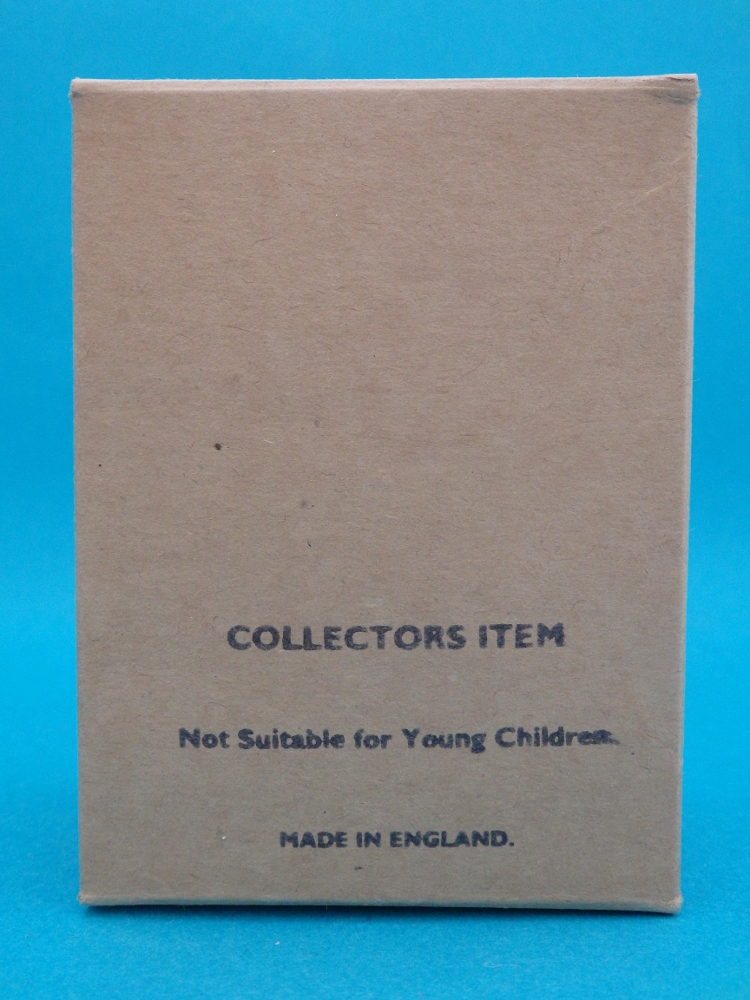 COLLECTORS ITEM
Not Suitable for Young Children.
MADE IN ENGLAND.